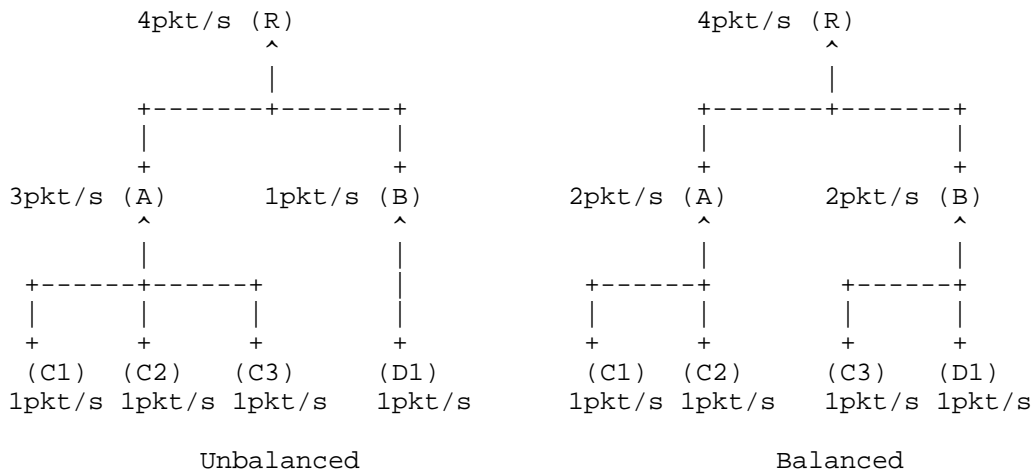 4pkt/s (R) 4pkt/s (R)
3pkt/s (A) 1pkt/s (B) 2pkt/s (A) 2pkt/s (B)
(C1) (C2) (C3) (D1) (C1) (C2) (C3) (D1)
1pkt/s 1pkt/s 1pkt/s 1pkt/s 1pkt/s 1pkt/s 1pkt/s 1pkt/s
Unbalanced Balanced